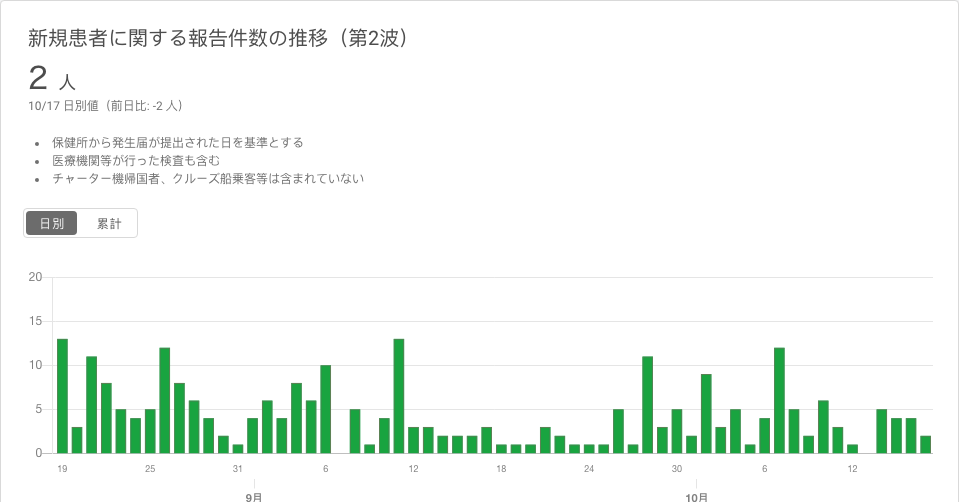 新規患者に関する報告件数の推移（第2波）
2 人
10/17 日別値（前日比: -2 人）
• 保健所から発生届が提出された日を基準とする
• 医療機関等が行った検査も含む
• チャーター機帰国者、クルーズ船乗客等は含まれていない
日別 累計
20
15
10
5
0
19 25 31 6 12 18 24 30 6 12
9月 10月